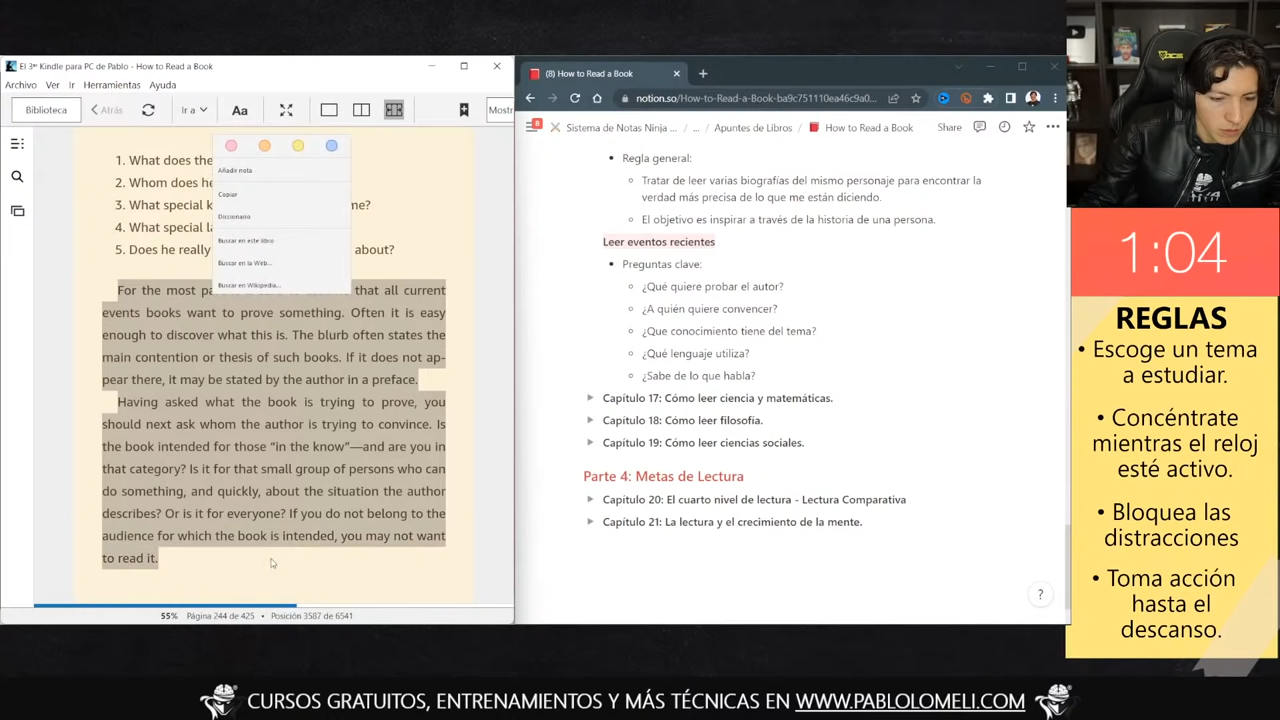 El 3er Kindle para PC de Pablo - How to Read a Book
Archivo Ver Ir Herramientas Ayuda
Biblioteca
Atrás
Ir a
Aa
Mostr
1. What does the
2. Whom does he
3. What special k
me?
4. What special la
5. Does he really
about?
Añadir nota
Copiar
Diccionario
Buscar en este libro
Buscar en la Web...
Buscar en Wikipedia...
For the most pa
that all current
events books want to prove something. Often it is easy
enough to discover what this is. The blurb often states the
main contention or thesis of such books. If it does not ap-
pear there, it may be stated by the author in a preface.
Having asked what the book is trying to prove, you
should next ask whom the author is trying to convince. Is
the book intended for those “in the know”—and are you in
that category? Is it for that small group of persons who can
do something, and quickly, about the situation the author
describes? Or is it for everyone? If you do not belong to the
audience for which the book is intended, you may not want
to read it.
55% Página 244 de 425 • Posición 3587 de 6541
(8) How to Read a Book
notion.so/How-to-Read-a-Book-ba9c751110ea46c9a0...
8
Sistema de Notas Ninja ... / ... / Apuntes de Libros / How to Read a Book
Share
• Regla general:
Tratar de leer varias biografías del mismo personaje para encontrar la
verdad más precisa de lo que me están diciendo.
El objetivo es inspirar a través de la historia de una persona.
Leer eventos recientes
• Preguntas clave:
¿Qué quiere probar el autor?
¿A quién quiere convencer?
¿Que conocimiento tiene del tema?
¿Qué lenguaje utiliza?
¿Sabe de lo que habla?
Capítulo 17: Cómo leer ciencia y matemáticas.
Capítulo 18: Cómo leer filosofía.
Capítulo 19: Cómo leer ciencias sociales.
Parte 4: Metas de Lectura
Capítulo 20: El cuarto nivel de lectura - Lectura Comparativa
Capítulo 21: La lectura y el crecimiento de la mente.
?
1:04
REGLAS
• Escoge un tema
a estudiar.
• Concéntrate
mientras el reloj
esté activo.
• Bloquea las
distracciones
• Toma acción
hasta el
descanso.
CURSOS GRATUITOS, ENTRENAMIENTOS Y MÁS TÉCNICAS EN WWW.PABLOLOMELI.COM